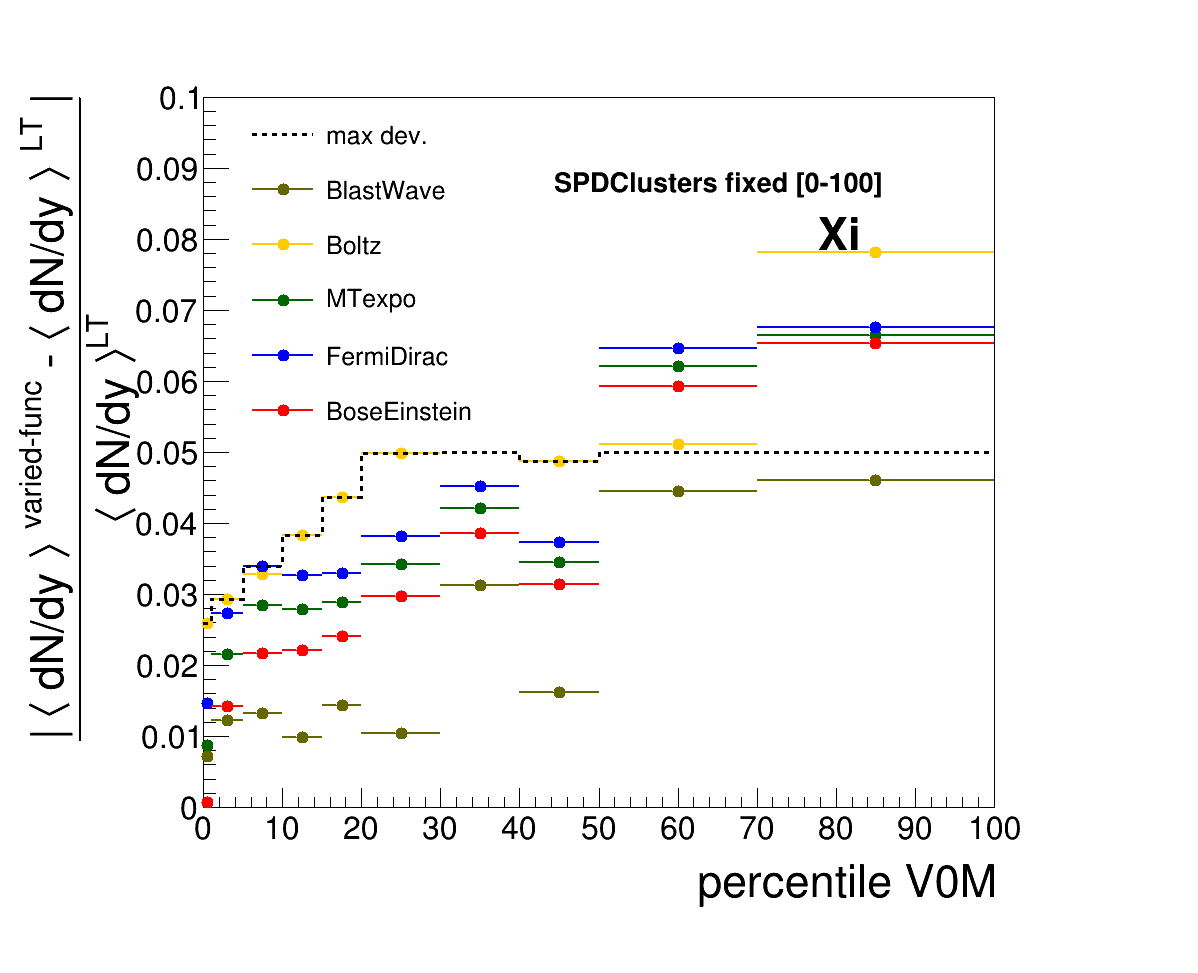 |⟨ dN/dy ⟩ varied-func - ⟨ dN/dy ⟩ LT |
⟨ dN/dy ⟩ LT
0.1
0.09
0.08
0.07
0.06
0.05
0.04
0.03
0.02
0.01
0
max dev.
BlastWave
Boltz
MTexpo
FermiDirac
BoseEinstein
SPDClusters fixed [0-100]
Xi
0 10 20 30 40 50 60 70 80 90 100
percentile V0M